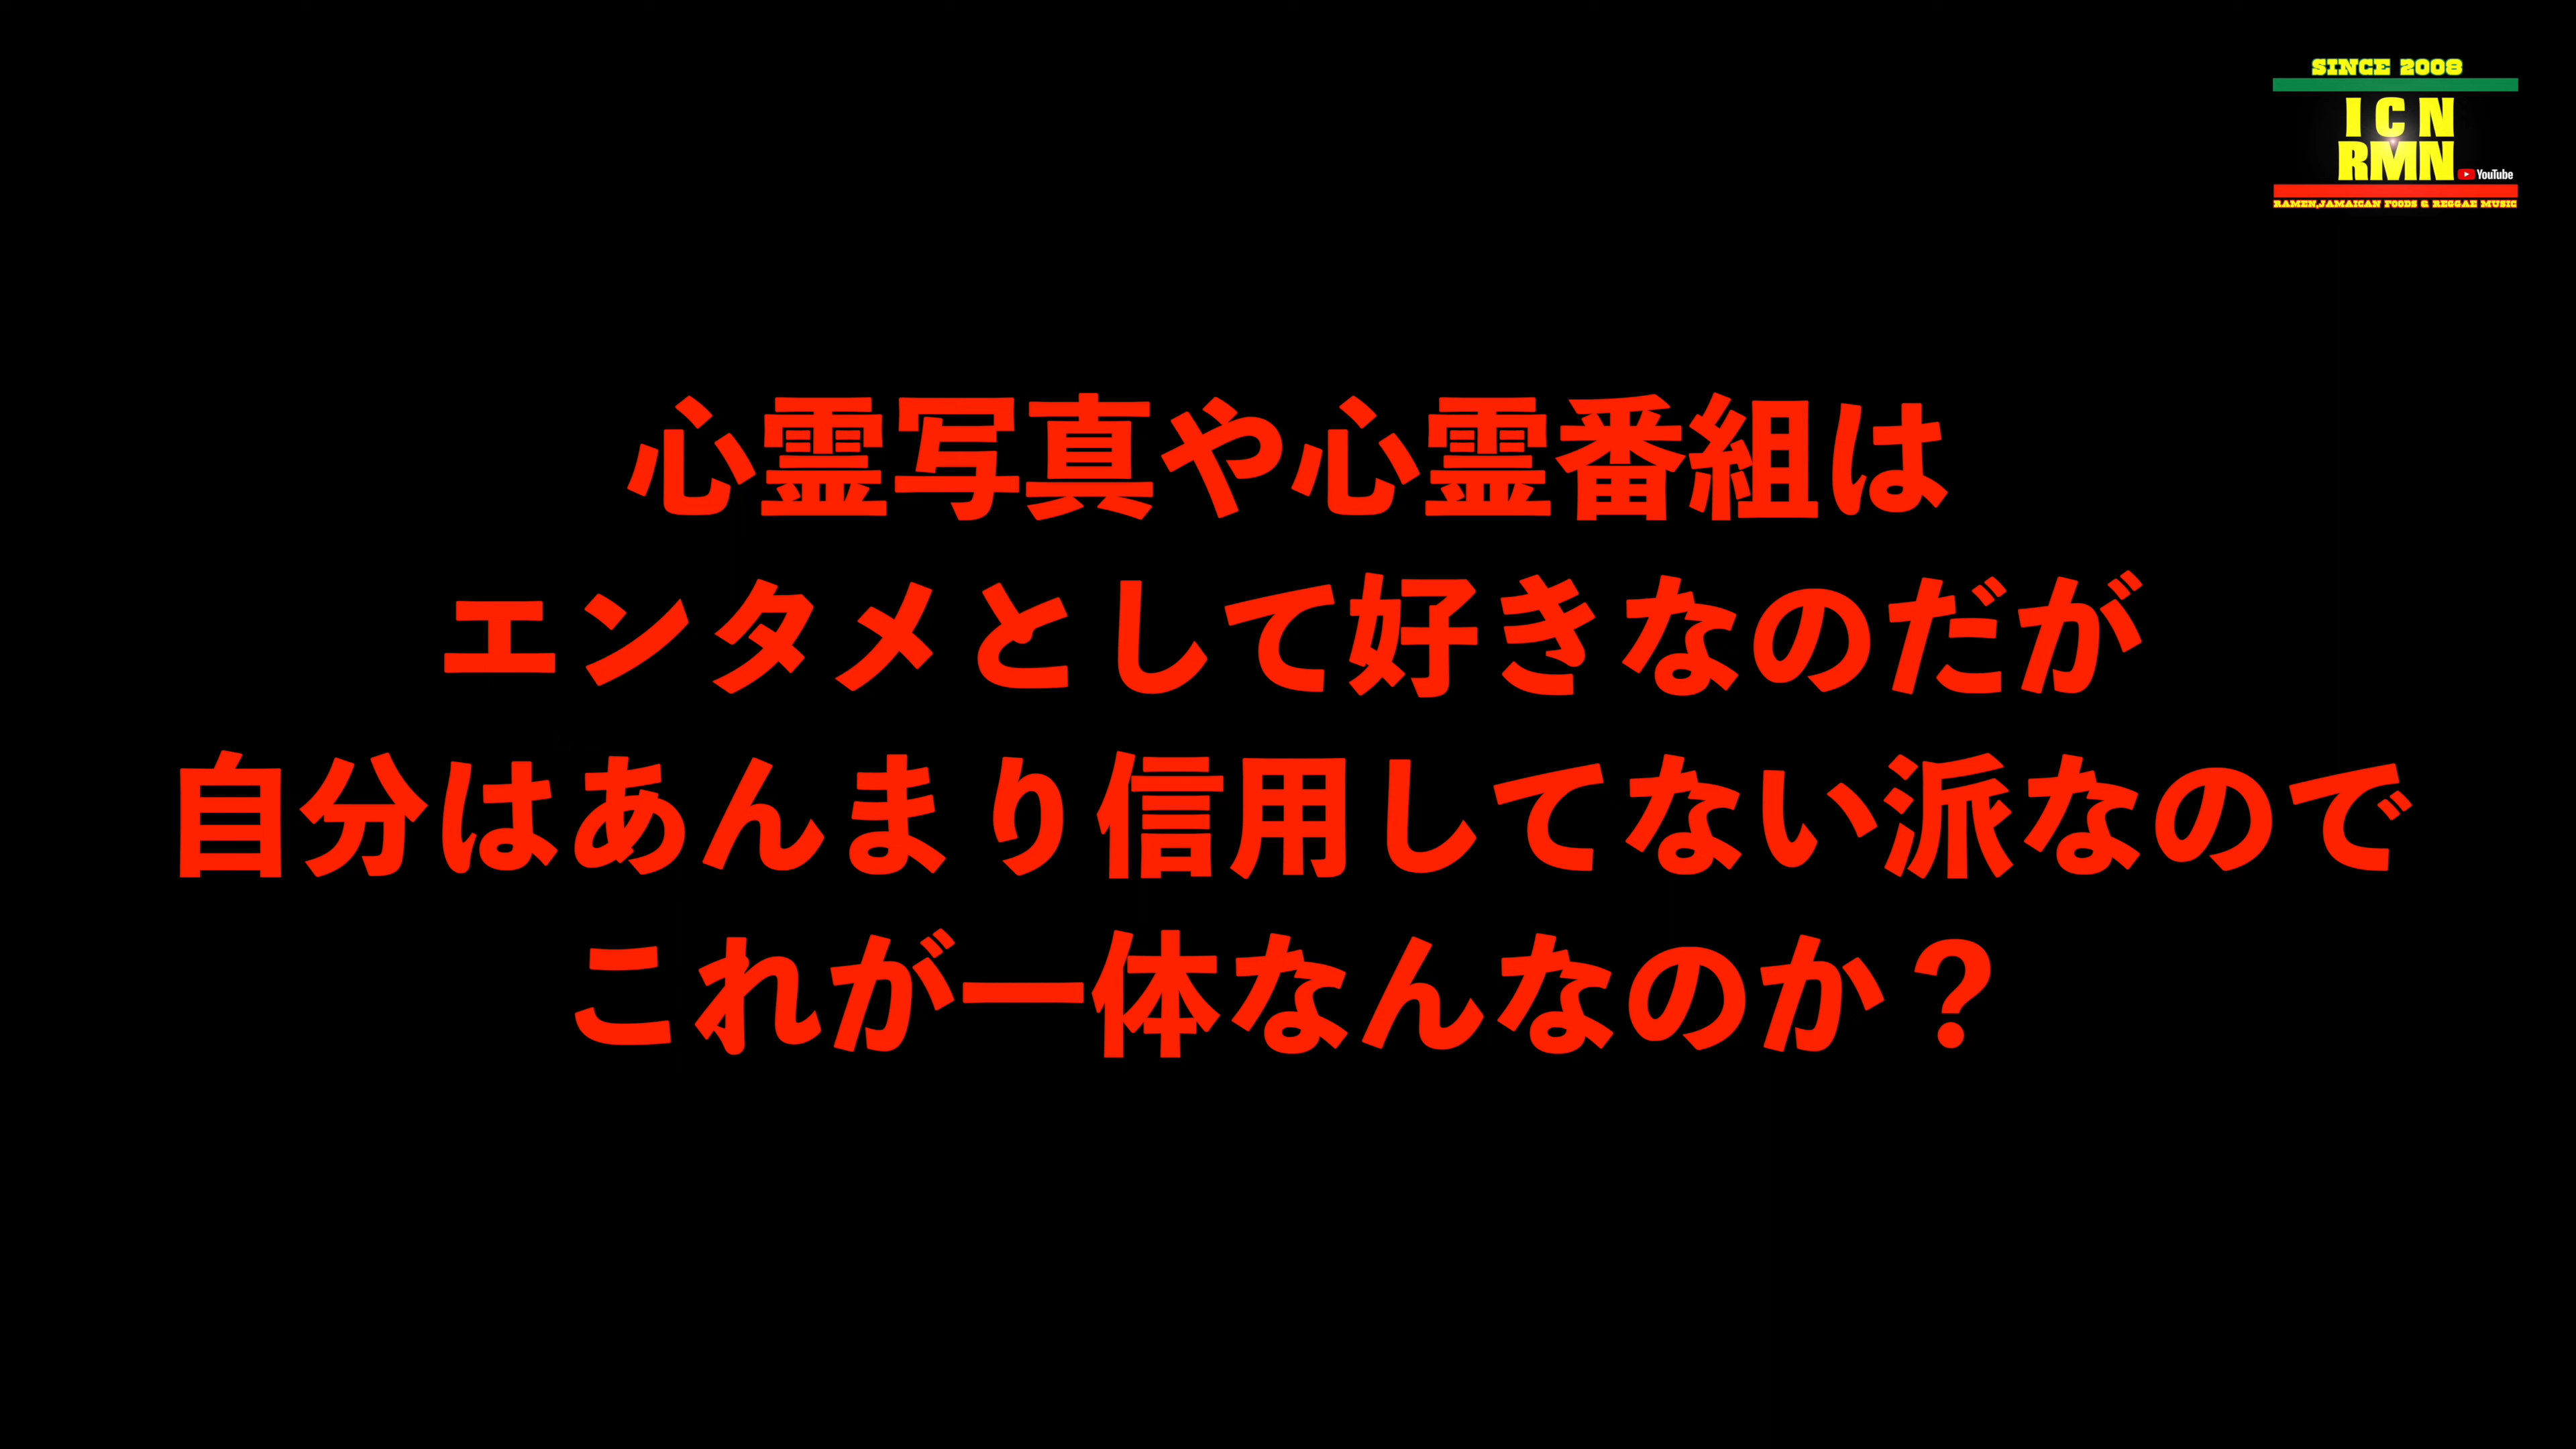 SINCE 2008
ICN
RMN
YouTube
RAMEN,JAMAICAN FOODS & REGGAE MUSIC
心霊写真や心霊番組は
エンタメとして好きなのだが
自分はあんまり信用してない派なので
これが一体なんなのか？